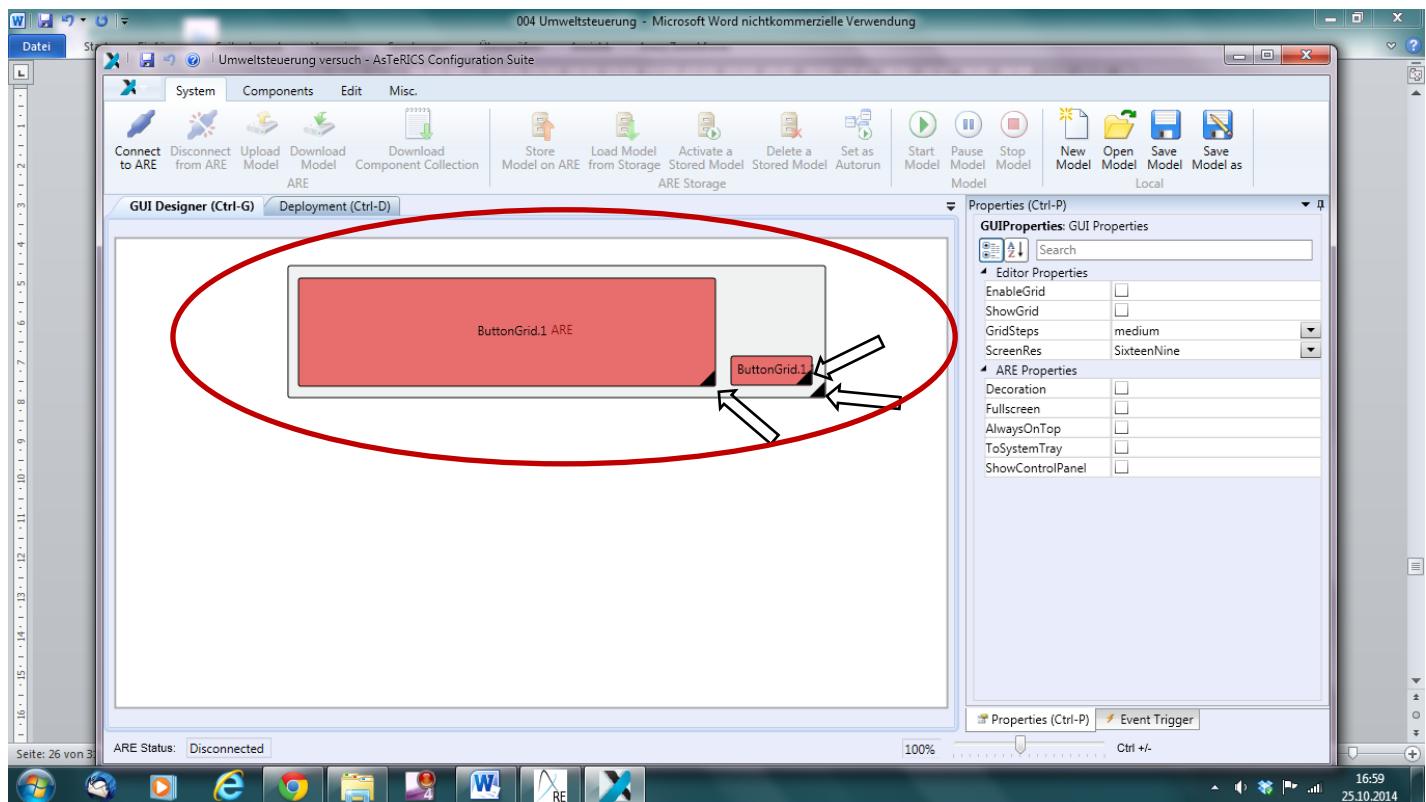 004 Umweltsteuerung - Microsoft Word nichtkommerzielle Verwendung
Datei
Umweltsteuerung versuch - AsTeRICS Configuration Suite
System Components Edit Misc.
Connect to ARE
Disconnect from ARE
Upload Model
Download Model
Download Component Collection
ARE
Store Model on ARE
Load Model from Storage
Activate a Stored Model
Delete a Stored Model
Set as Autorun
ARE Storage
Start Model
Pause Model
Stop Model
Model
New Model
Open Model
Save Model
Save Model as
Local
GUI Designer (Ctrl-G) Deployment (Ctrl-D)
ButtonGrid.1 ARE
ButtonGrid.1
Properties (Ctrl-P)
GUIProperties: GUI Properties
Search
Editor Properties
EnableGrid
ShowGrid
GridSteps medium
ScreenRes SixteenNine
ARE Properties
Decoration
Fullscreen
AlwaysOnTop
ToSystemTray
ShowControlPanel
Properties (Ctrl-P) Event Trigger
ARE Status: Disconnected
100%
Ctrl +/-
Seite: 26 von 3
16:59
25.10.2014